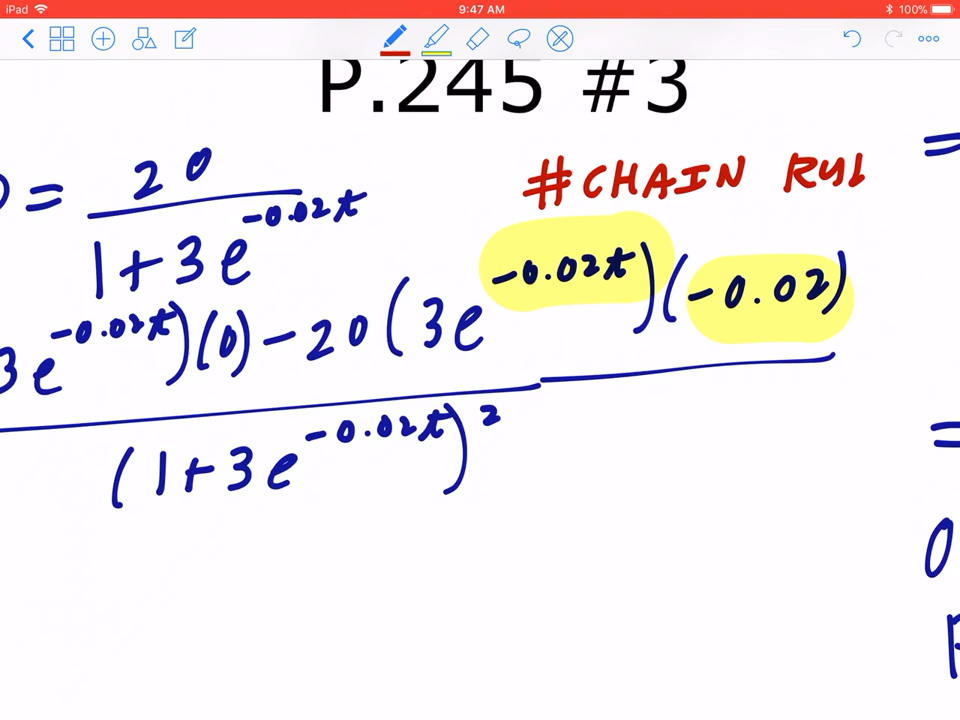 iPad 9:47 AM 100%
P.245 #3
# CHAIN RUL
= 20 / 1+3e^-0.02t
3e^-0.02t)(0) - 20(3e^-0.02t)(-0.02)
(1+3e^-0.02t)^2
=
=
0